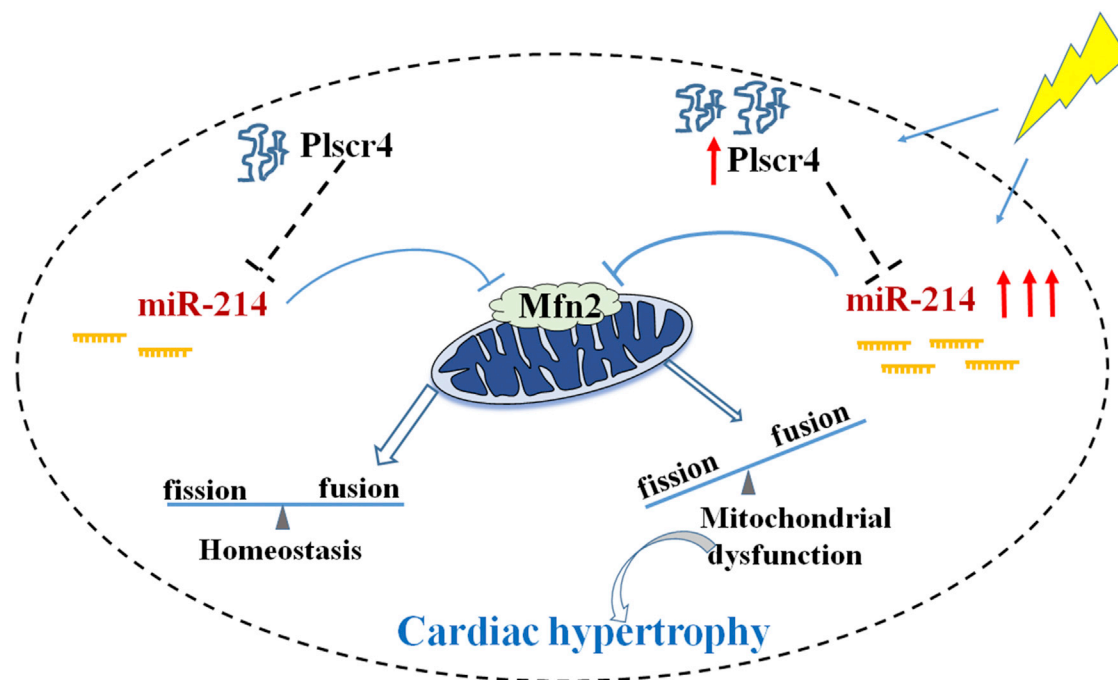 Plscr4
Plscr4
miR-214
Mfn2
miR-214
fission
fusion
Homeostasis
fission
fusion
Mitochondrial
dysfunction
Cardiac hypertrophy